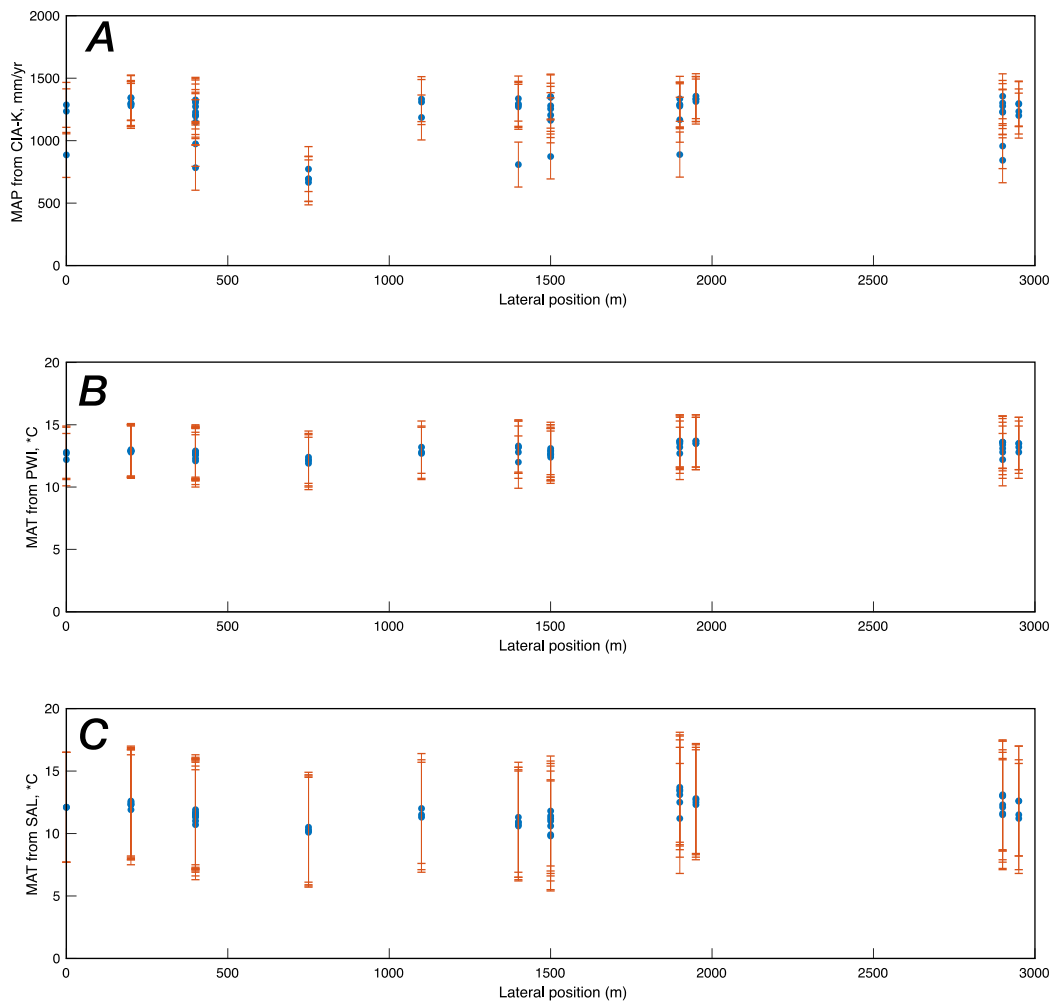 A
2000
1500
1000
500
0
MAP from CIA-K, mm/yr
0 500 1000 1500 2000 2500 3000
Lateral position (m)
B
20
15
10
5
0
MAT from PWI, *C
0 500 1000 1500 2000 2500 3000
Lateral position (m)
C
20
15
10
5
0
MAT from SAL, *C
0 500 1000 1500 2000 2500 3000
Lateral position (m)